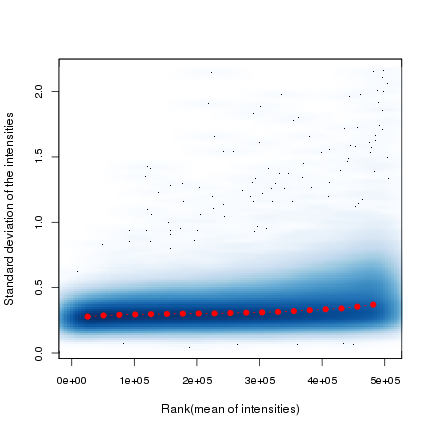 Standard deviation of the intensities
2.0
1.5
1.0
0.5
0.0
0e+00 1e+05 2e+05 3e+05 4e+05 5e+05
Rank(mean of intensities)